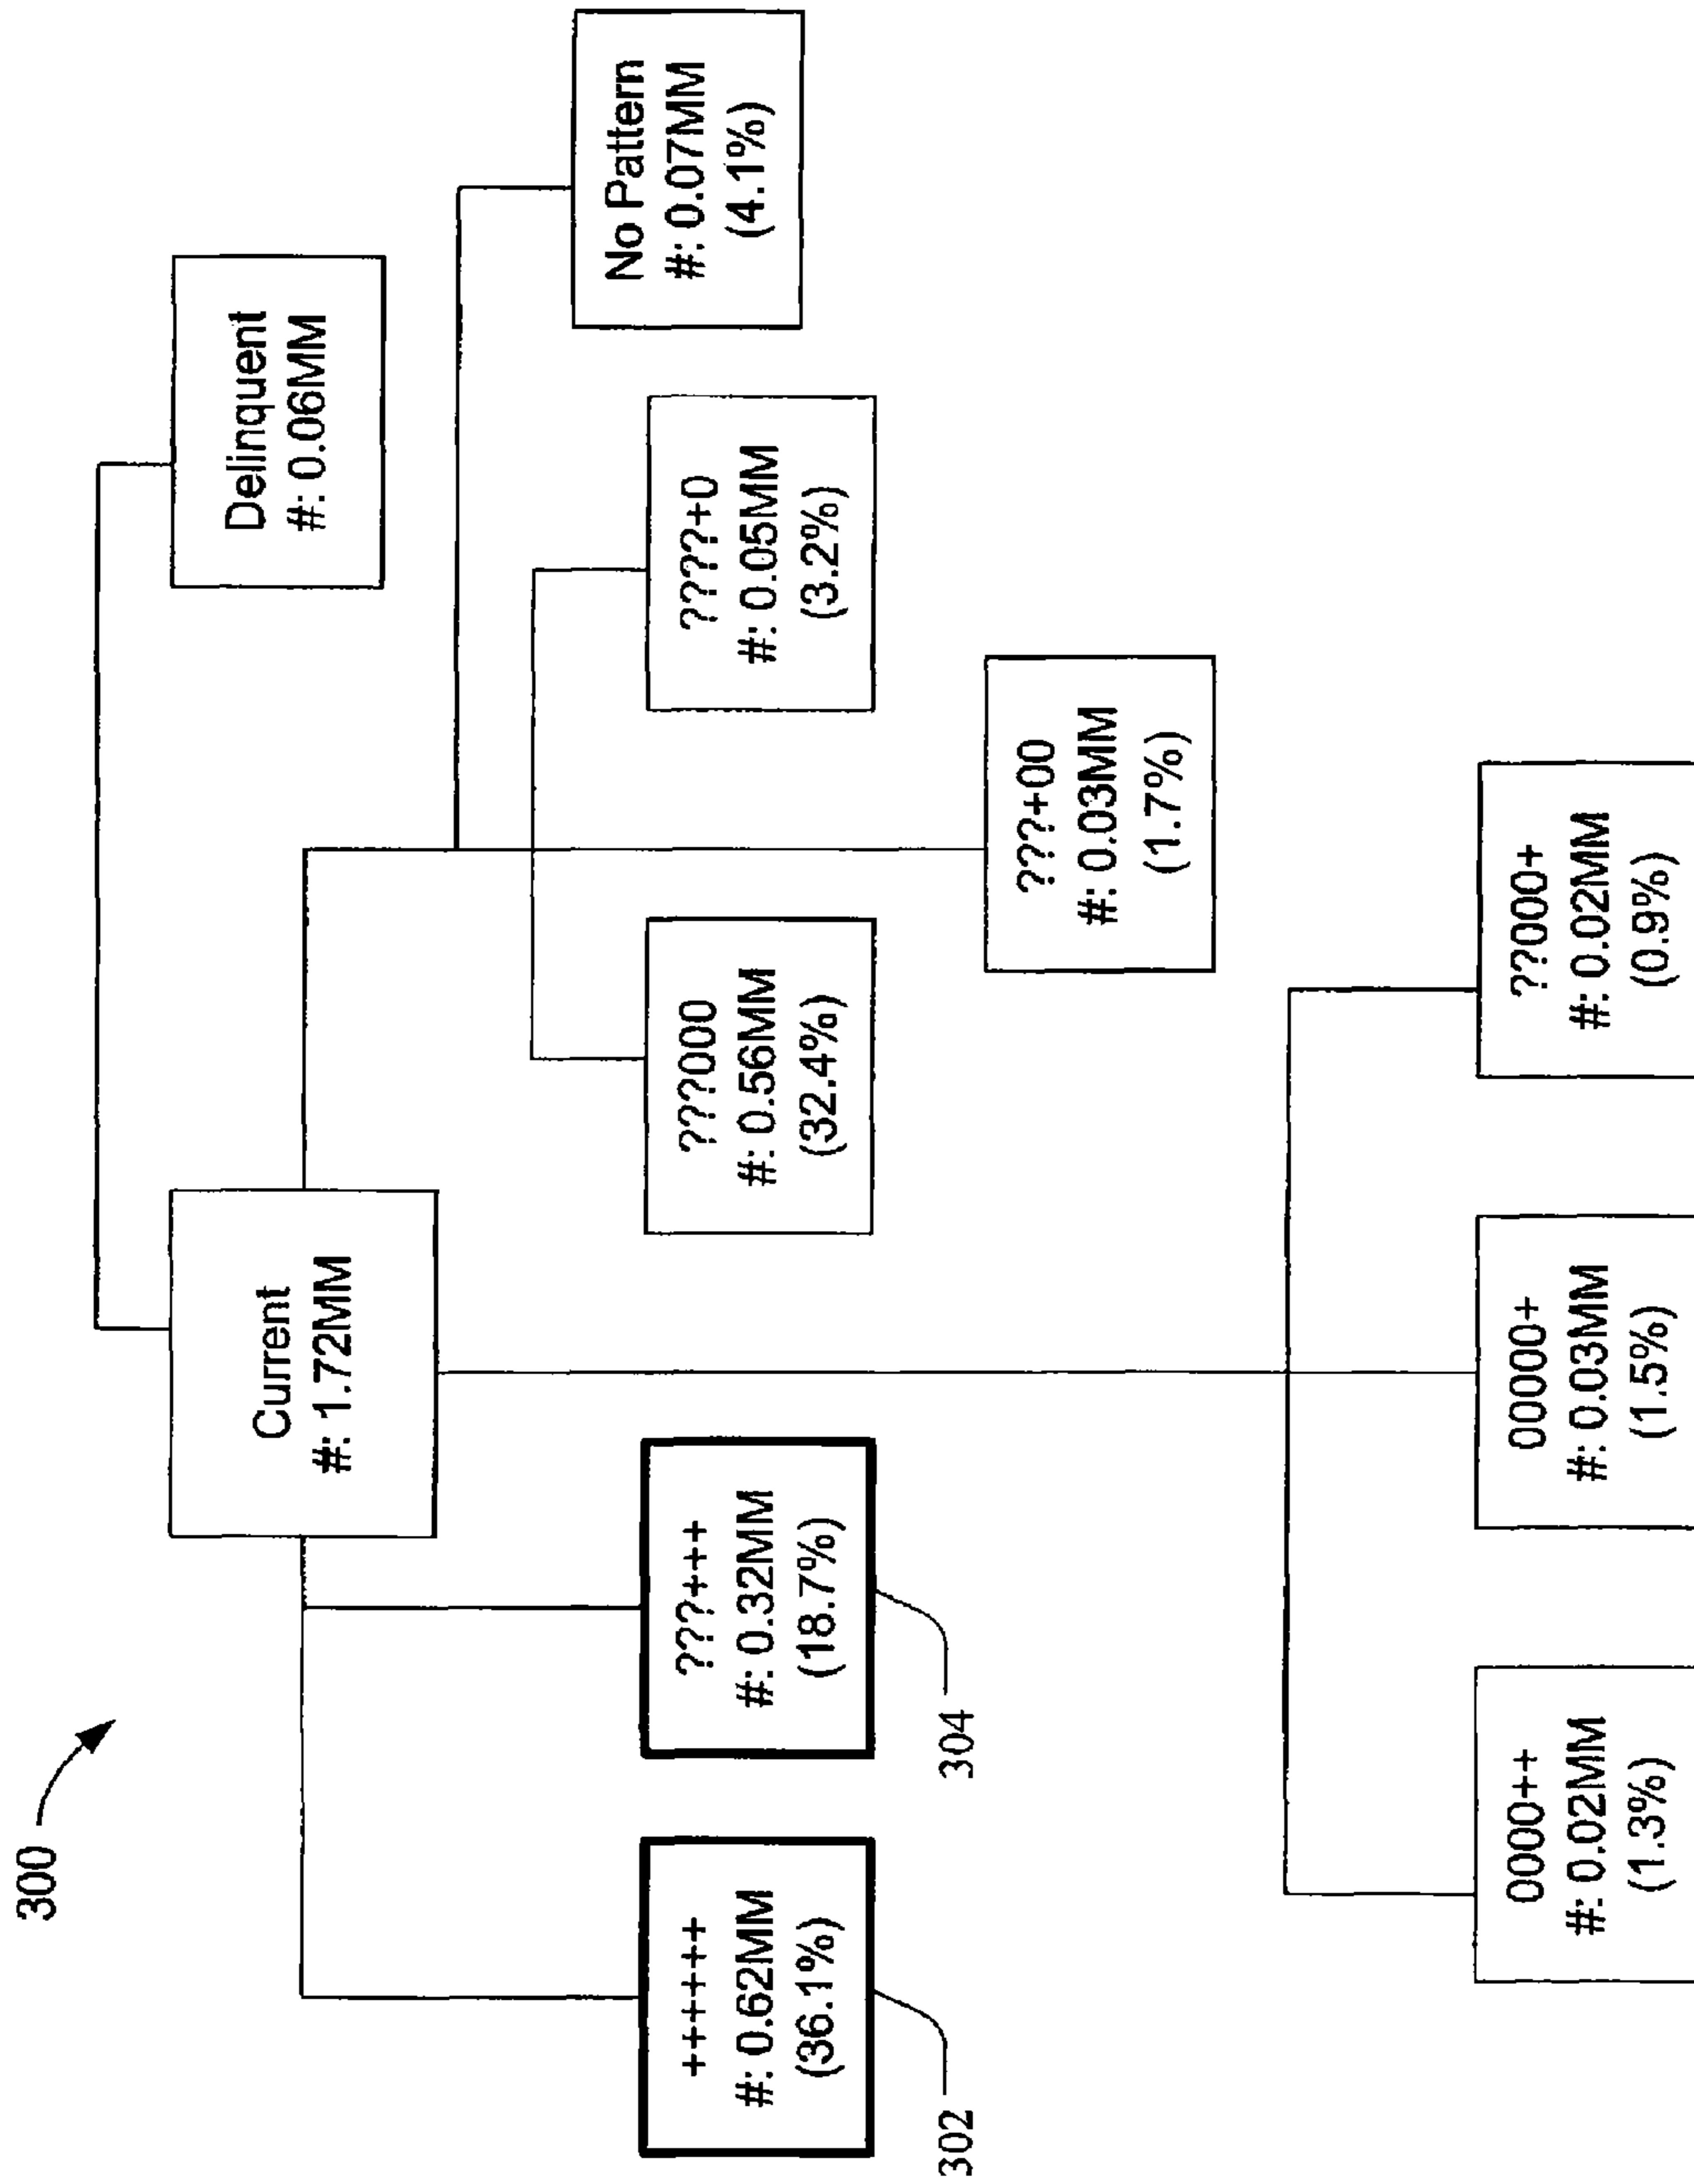 300
Current
#: 1.72MM
Delinquent
#: 0.06MM
++++++
#: 0.62MM
(36.1%)
???+++
#: 0.32MM
(18.7%)
???000
#: 0.56MM
(32.4%)
????+0
#: 0.05MM
(3.2%)
No Pattern
#: 0.07MM
(4.1%)
302
304
???+00
#: 0.03MM
(1.7%)
0000++
#: 0.02MM
(1.3%)
00000+
#: 0.03MM
(1.5%)
??000+
#: 0.02MM
(0.9%)